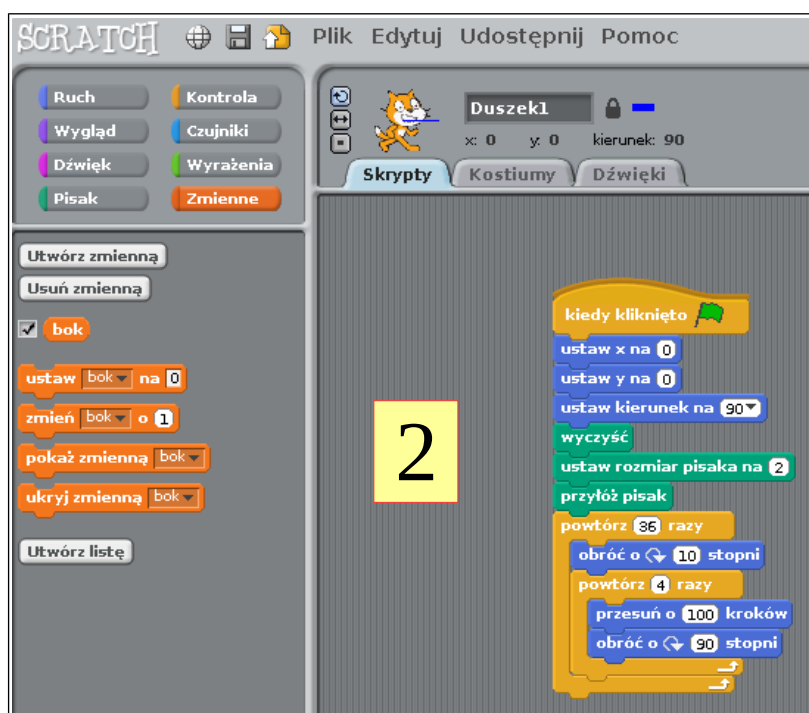 SCRATCH Plik Edytuj Udostępnij Pomoc
Ruch Kontrola
Wygląd Czujniki
Dźwięk Wyrażenia
Pisak Zmienne
Duszek1
x: 0 y: 0 kierunek: 90
Skrypty Kostiumy Dźwięki
Utwórz zmienną
Usuń zmienną
bok
ustaw bok na 0
zmień bok o 1
pokaż zmienną bok
ukryj zmienną bok
Utwórz listę
2
kiedy kliknięto
ustaw x na 0
ustaw y na 0
ustaw kierunek na 90
wyczyść
ustaw rozmiar pisaka na 2
przyłóż pisak
powtórz 36 razy
obróć o 10 stopni
powtórz 4 razy
przesuń o 100 kroków
obróć o 90 stopni